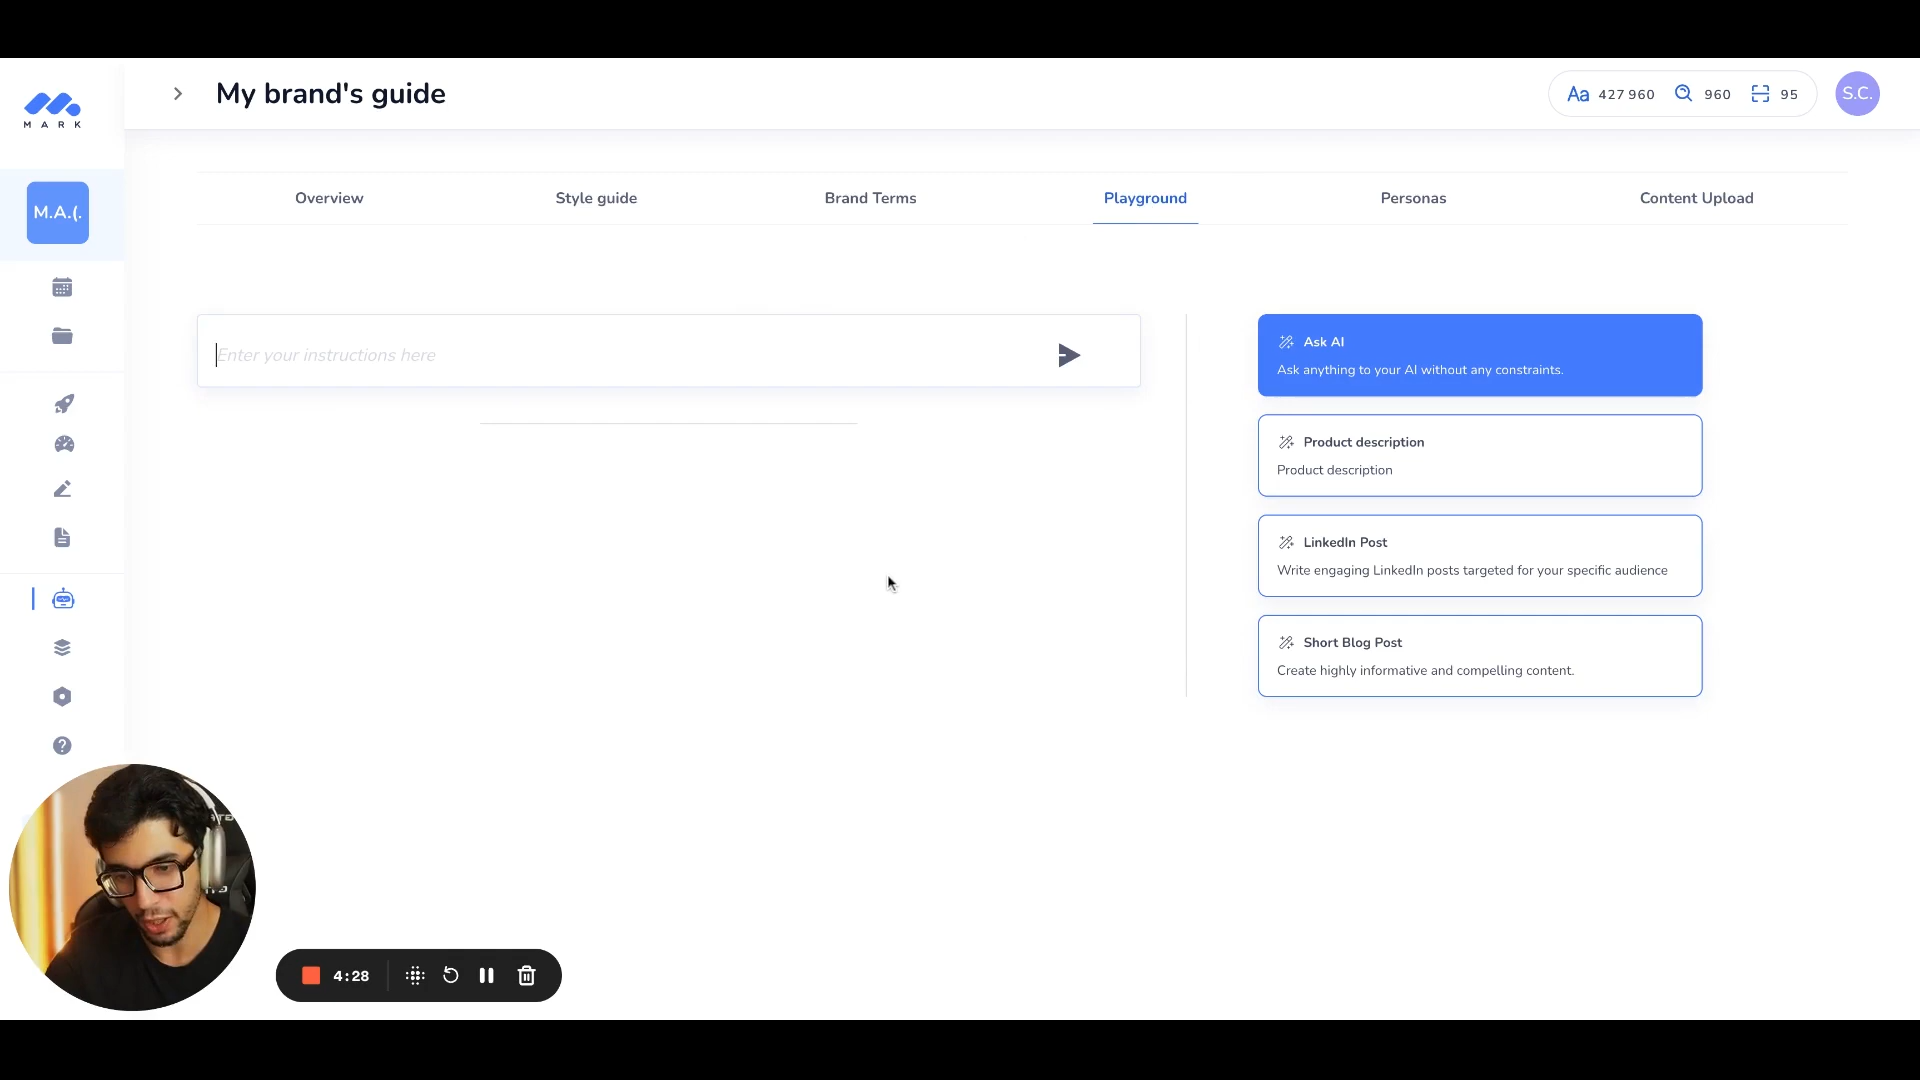 MARK
My brand's guide
Aa 427 960 960 95
S.C.
M.A.(.
Overview Style guide Brand Terms Playground Personas Content Upload
Enter your instructions here
Ask AI
Ask anything to your AI without any constraints.
Product description
Product description
LinkedIn Post
Write engaging LinkedIn posts targeted for your specific audience
Short Blog Post
Create highly informative and compelling content.
4:28